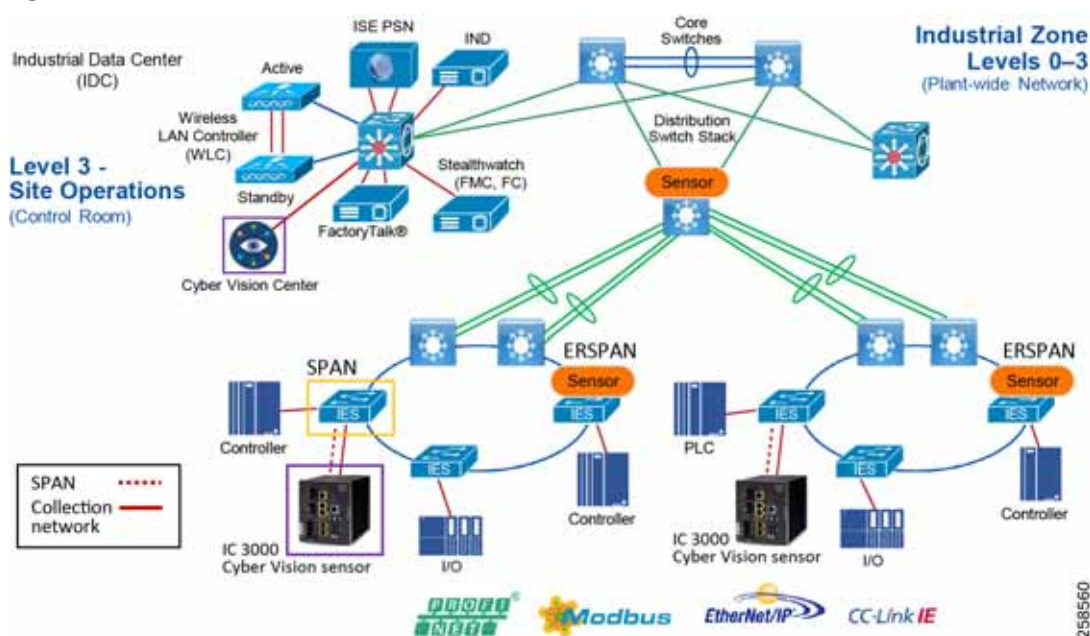 Industrial Data Center
(IDC)
ISE PSN
IND
Core
Switches
Industrial Zone
Levels 0–3
(Plant-wide Network)
Active
Wireless
LAN Controller
(WLC)
Standby
Distribution
Switch Stack
Level 3 -
Site Operations
(Control Room)
Stealthwatch
(FMC, FC)
FactoryTalk®
Cyber Vision Center
Sensor
SPAN
ERSPAN
Sensor
IES
IES
IES
Controller
Controller
I/O
IC 3000
Cyber Vision sensor
ERSPAN
Sensor
IES
IES
IES
PLC
Controller
I/O
IC 3000
Cyber Vision sensor
SPAN
Collection
network
PROFI
NET®
Modbus
EtherNet/IP
CC-Link IE
258560